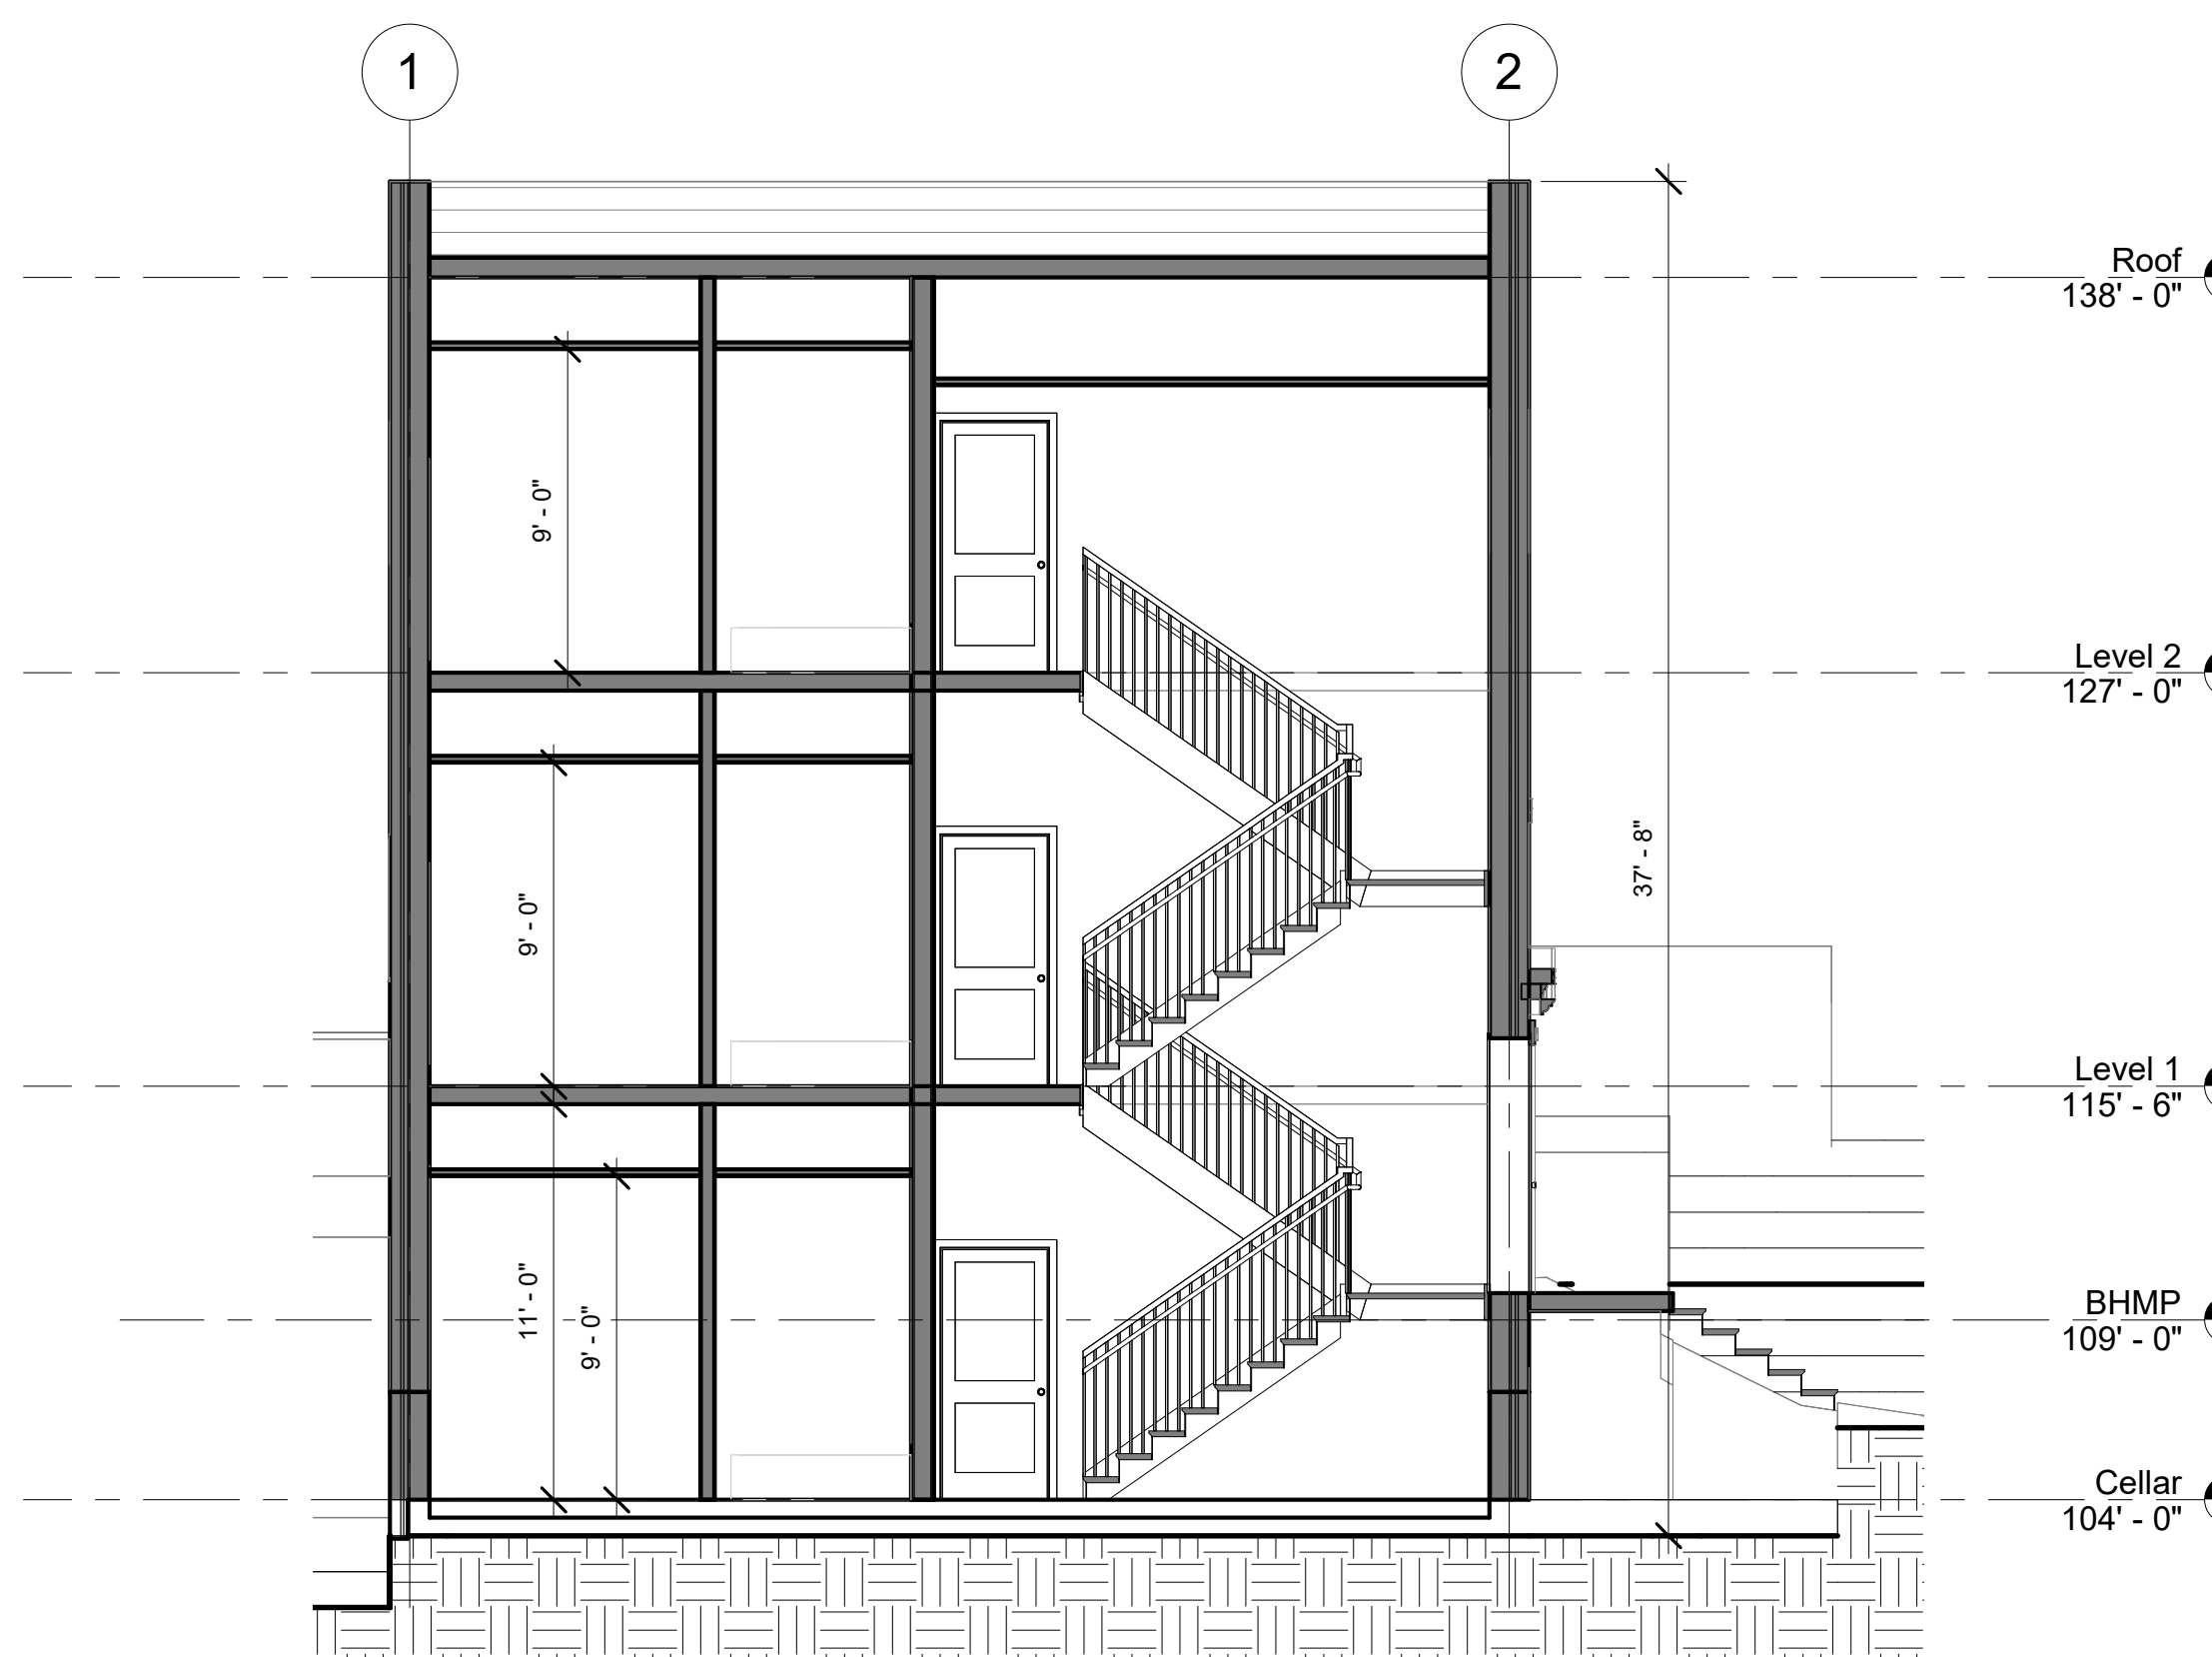 1
2
Roof
138' - 0"
9' - 0"
Level 2
127' - 0"
37' - 8"
9' - 0"
Level 1
115' - 6"
11' - 0"
9' - 0"
BHMP
109' - 0"
Cellar
104' - 0"